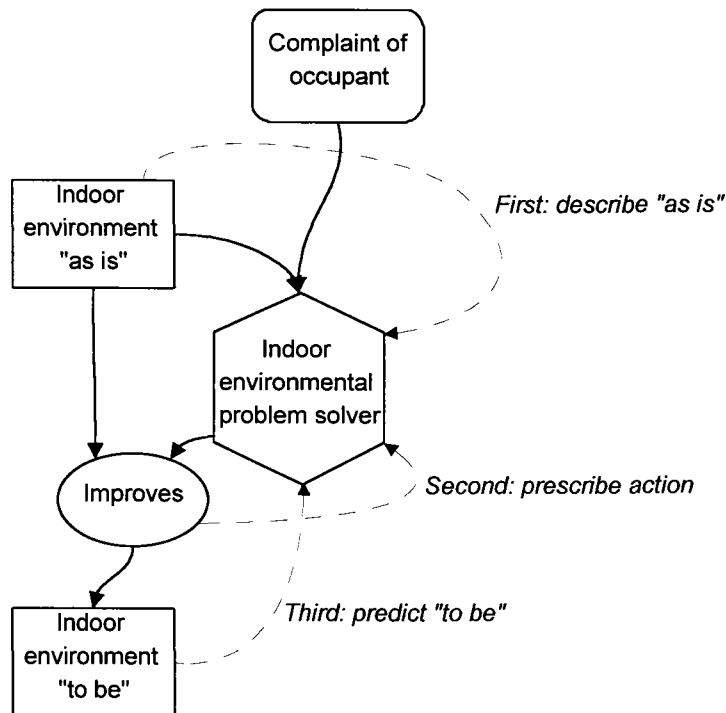 Complaint of
occupant
Indoor
environment
"as is"
First: describe "as is"
Indoor
environmental
problem solver
Improves
Second: prescribe action
Third: predict "to be"
Indoor
environment
"to be"